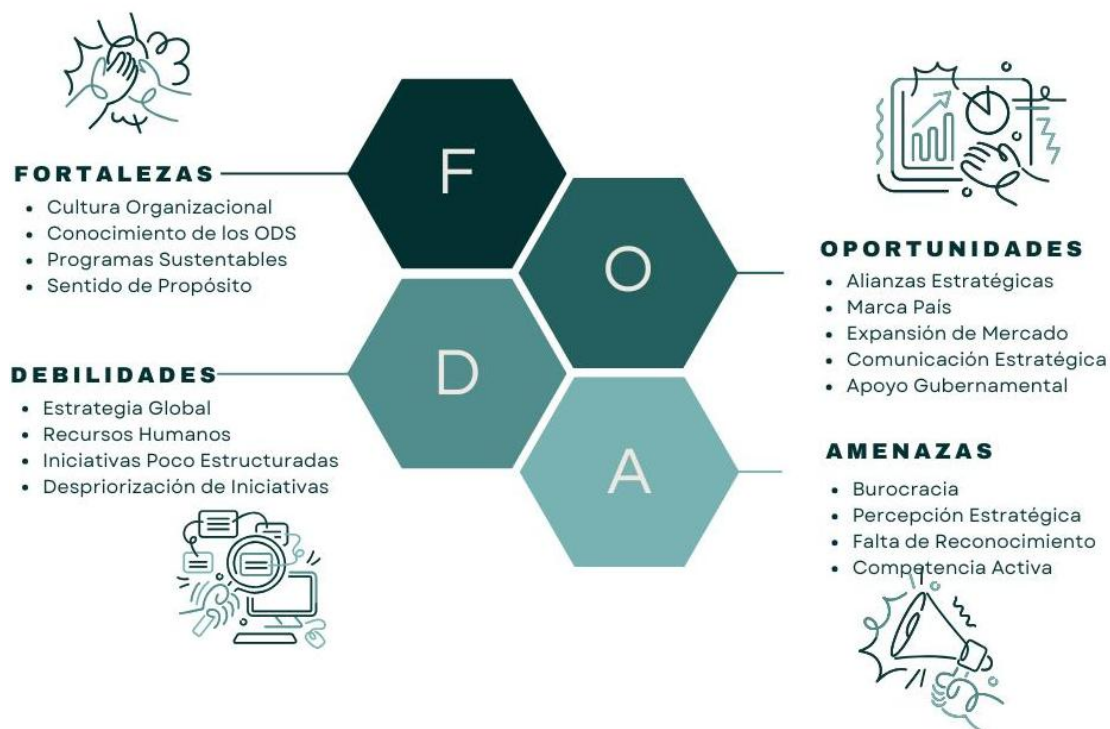 FORTALEZAS
• Cultura Organizacional
• Conocimiento de los ODS
• Programas Sustentables
• Sentido de Propósito
F
O
OPORTUNIDADES
• Alianzas Estratégicas
• Marca País
• Expansión de Mercado
• Comunicación Estratégica
• Apoyo Gubernamental
DEBILIDADES
• Estrategia Global
• Recursos Humanos
• Iniciativas Poco Estructuradas
• Despriorización de Iniciativas
D
A
AMENAZAS
• Burocracia
• Percepción Estratégica
• Falta de Reconocimiento
• Competencia Activa